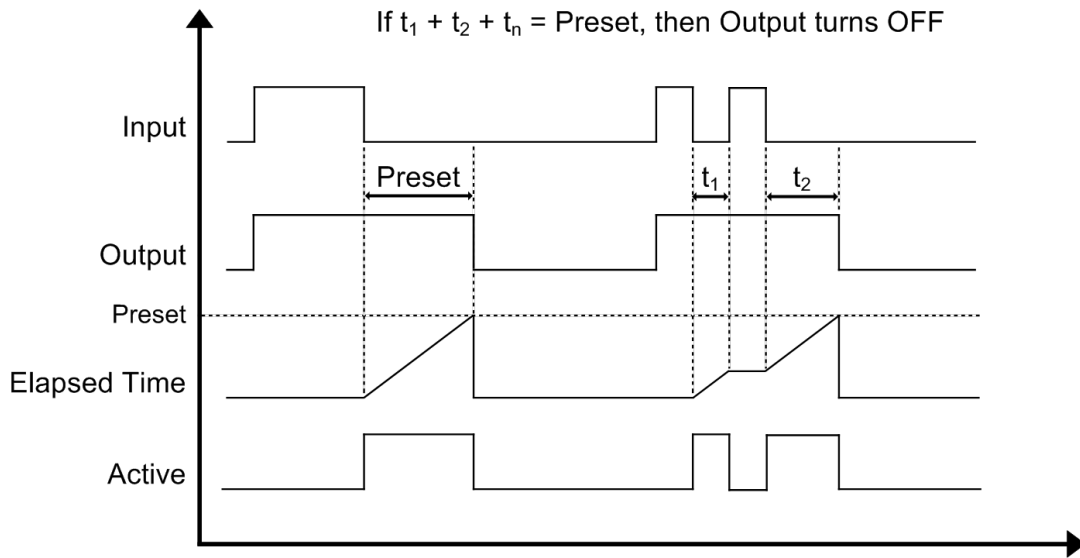 If t₁ + t₂ + tₙ = Preset, then Output turns OFF
Input
Preset
t₁
t₂
Output
Preset
Elapsed Time
Active